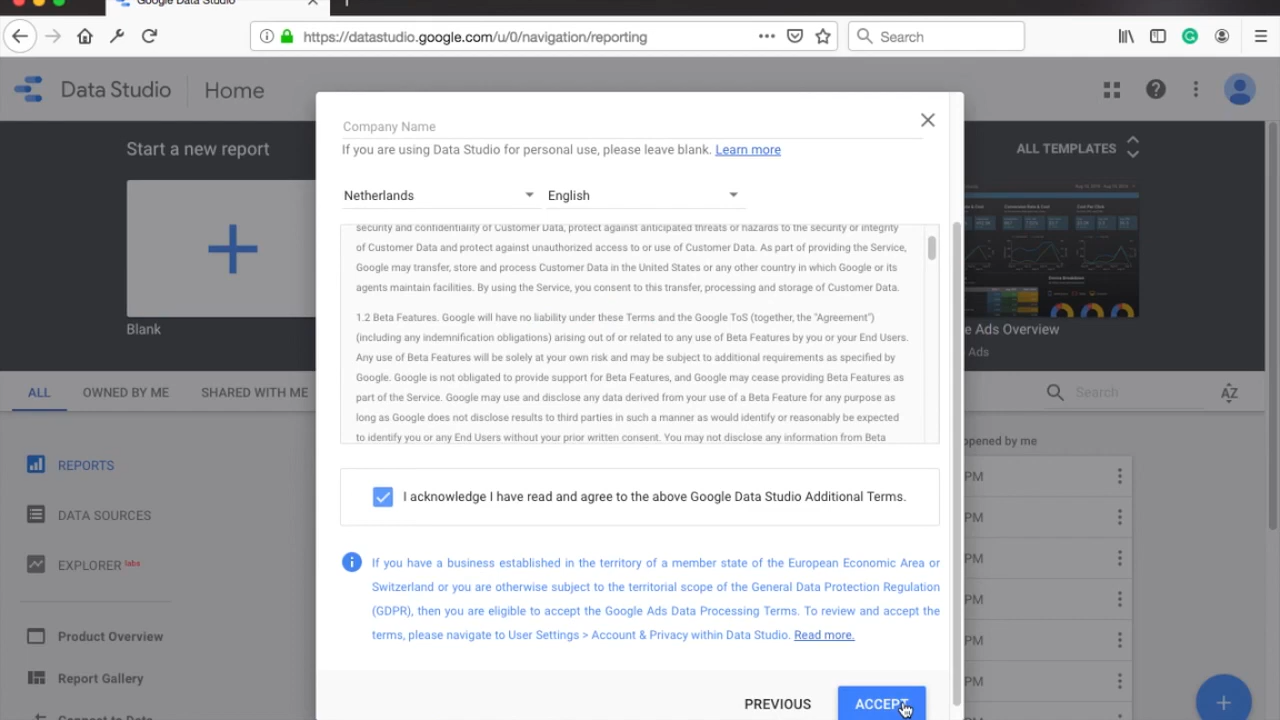 Google Data Studio
https://datastudio.google.com/u/0/navigation/reporting
Search
Data Studio
Home
Start a new report
ALL TEMPLATES
Blank
e Ads Overview
Ads
ALL
OWNED BY ME
SHARED WITH ME
Search
opened by me
REPORTS
DATA SOURCES
EXPLORER labs
Product Overview
Report Gallery
Connect to Data
PM
PM
PM
PM
PM
PM
Company Name
If you are using Data Studio for personal use, please leave blank. Learn more
Netherlands
English
security and confidentiality of Customer Data, protect against anticipated threats or hazards to the security or integrity
of Customer Data and protect against unauthorized access to or use of Customer Data. As part of providing the Service,
Google may transfer, store and process Customer Data in the United States or any other country in which Google or its
agents maintain facilities. By using the Service, you consent to this transfer, processing and storage of Customer Data.
1.2 Beta Features. Google will have no liability under these Terms and the Google ToS (together, the "Agreement")
(including any indemnification obligations) arising out of or related to any use of Beta Features by you or your End Users.
Any use of Beta Features will be solely at your own risk and may be subject to additional requirements as specified by
Google. Google is not obligated to provide support for Beta Features, and Google may cease providing Beta Features as
part of the Service. Google may use and disclose any data derived from your use of a Beta Feature for any purpose as
long as Google does not disclose results to third parties in such a manner as would identify or reasonably be expected
to identify you or any End Users without your prior written consent. You may not disclose any information from Beta
I acknowledge I have read and agree to the above Google Data Studio Additional Terms.
If you have a business established in the territory of a member state of the European Economic Area or
Switzerland or you are otherwise subject to the territorial scope of the General Data Protection Regulation
(GDPR), then you are eligible to accept the Google Ads Data Processing Terms. To review and accept the
terms, please navigate to User Settings > Account & Privacy within Data Studio. Read more.
PREVIOUS
ACCEPT